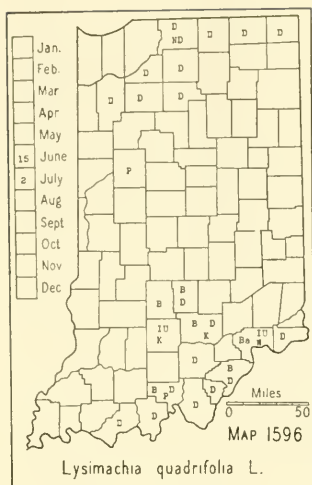 D
D D D
ND
D D
D D D
P
B
B D
IU B D
K K
D
IU D
Ba
B
D
B D D
P
D D
Jan.
Feb.
Mar
Apr
May
15 June
2 July
Aug
Sept
Oct
Nov
Dec
Miles
0 50
MAP 1596
Lysimachia quadrifolia L.